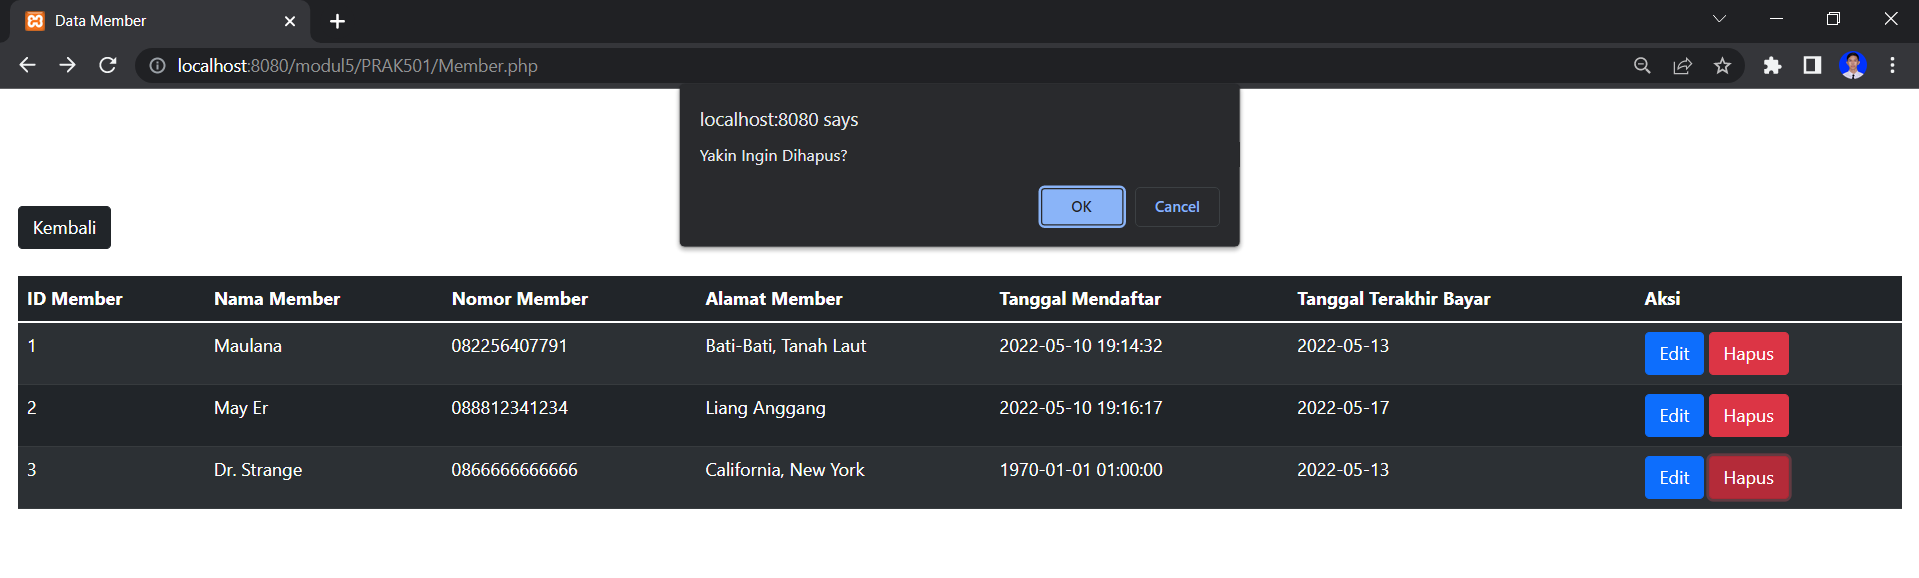 Data Member
localhost:8080/modul5/PRAK501/Member.php
localhost:8080 says
Yakin Ingin Dihapus?
OK Cancel
Kembali
ID Member Nama Member Nomor Member Alamat Member Tanggal Mendaftar Tanggal Terakhir Bayar Aksi
1 Maulana 082256407791 Bati-Bati, Tanah Laut 2022-05-10 19:14:32 2022-05-13 Edit Hapus
2 May Er 088812341234 Liang Anggang 2022-05-10 19:16:17 2022-05-17 Edit Hapus
3 Dr. Strange 0866666666666 California, New York 1970-01-01 01:00:00 2022-05-13 Edit Hapus